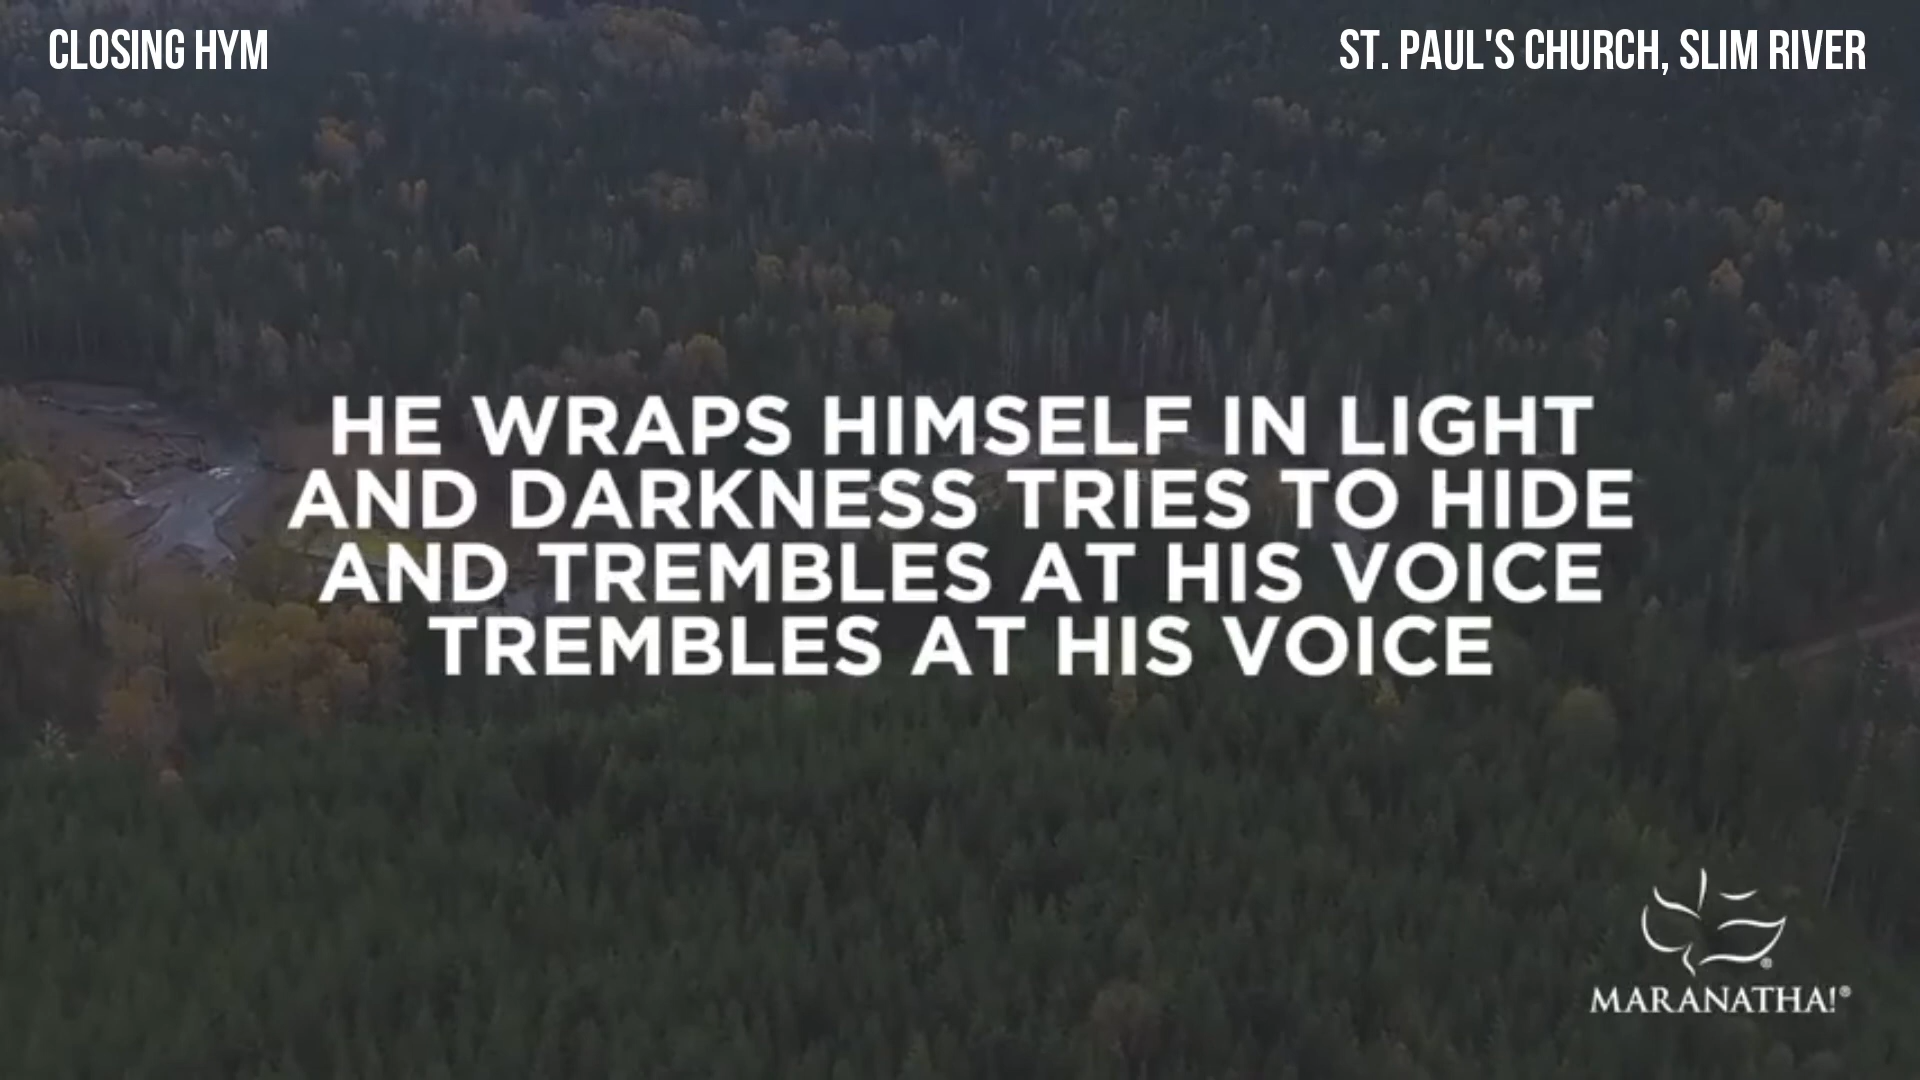 CLOSING HYM
ST. PAUL'S CHURCH, SLIM RIVER
HE WRAPS HIMSELF IN LIGHT
AND DARKNESS TRIES TO HIDE
AND TREMBLES AT HIS VOICE
TREMBLES AT HIS VOICE
MARANATHA!®